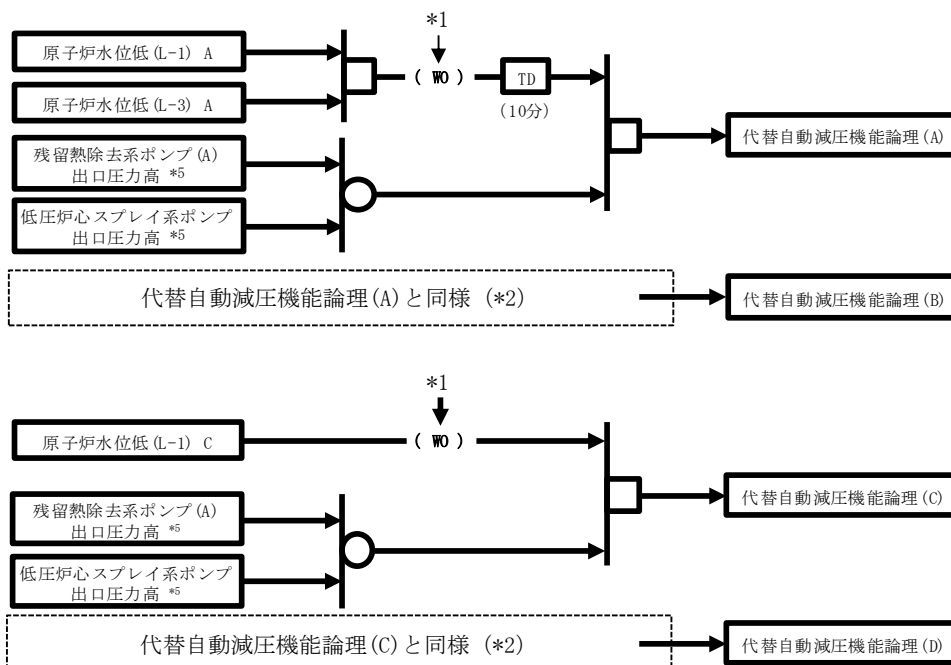 *1
原子炉水位低(L-1) A
( WO )
TD
(10分)
原子炉水位低(L-3) A
代替自動減圧機能論理(A)
残留熱除去系ポンプ(A)
出口圧力高 *5
低圧炉心スプレイ系ポンプ
出口圧力高 *5
代替自動減圧機能論理(A)と同様 (*2)
代替自動減圧機能論理(B)
*1
原子炉水位低(L-1) C
( WO )
代替自動減圧機能論理(C)
残留熱除去系ポンプ(A)
出口圧力高 *5
低圧炉心スプレイ系ポンプ
出口圧力高 *5
代替自動減圧機能論理(C)と同様 (*2)
代替自動減圧機能論理(D)